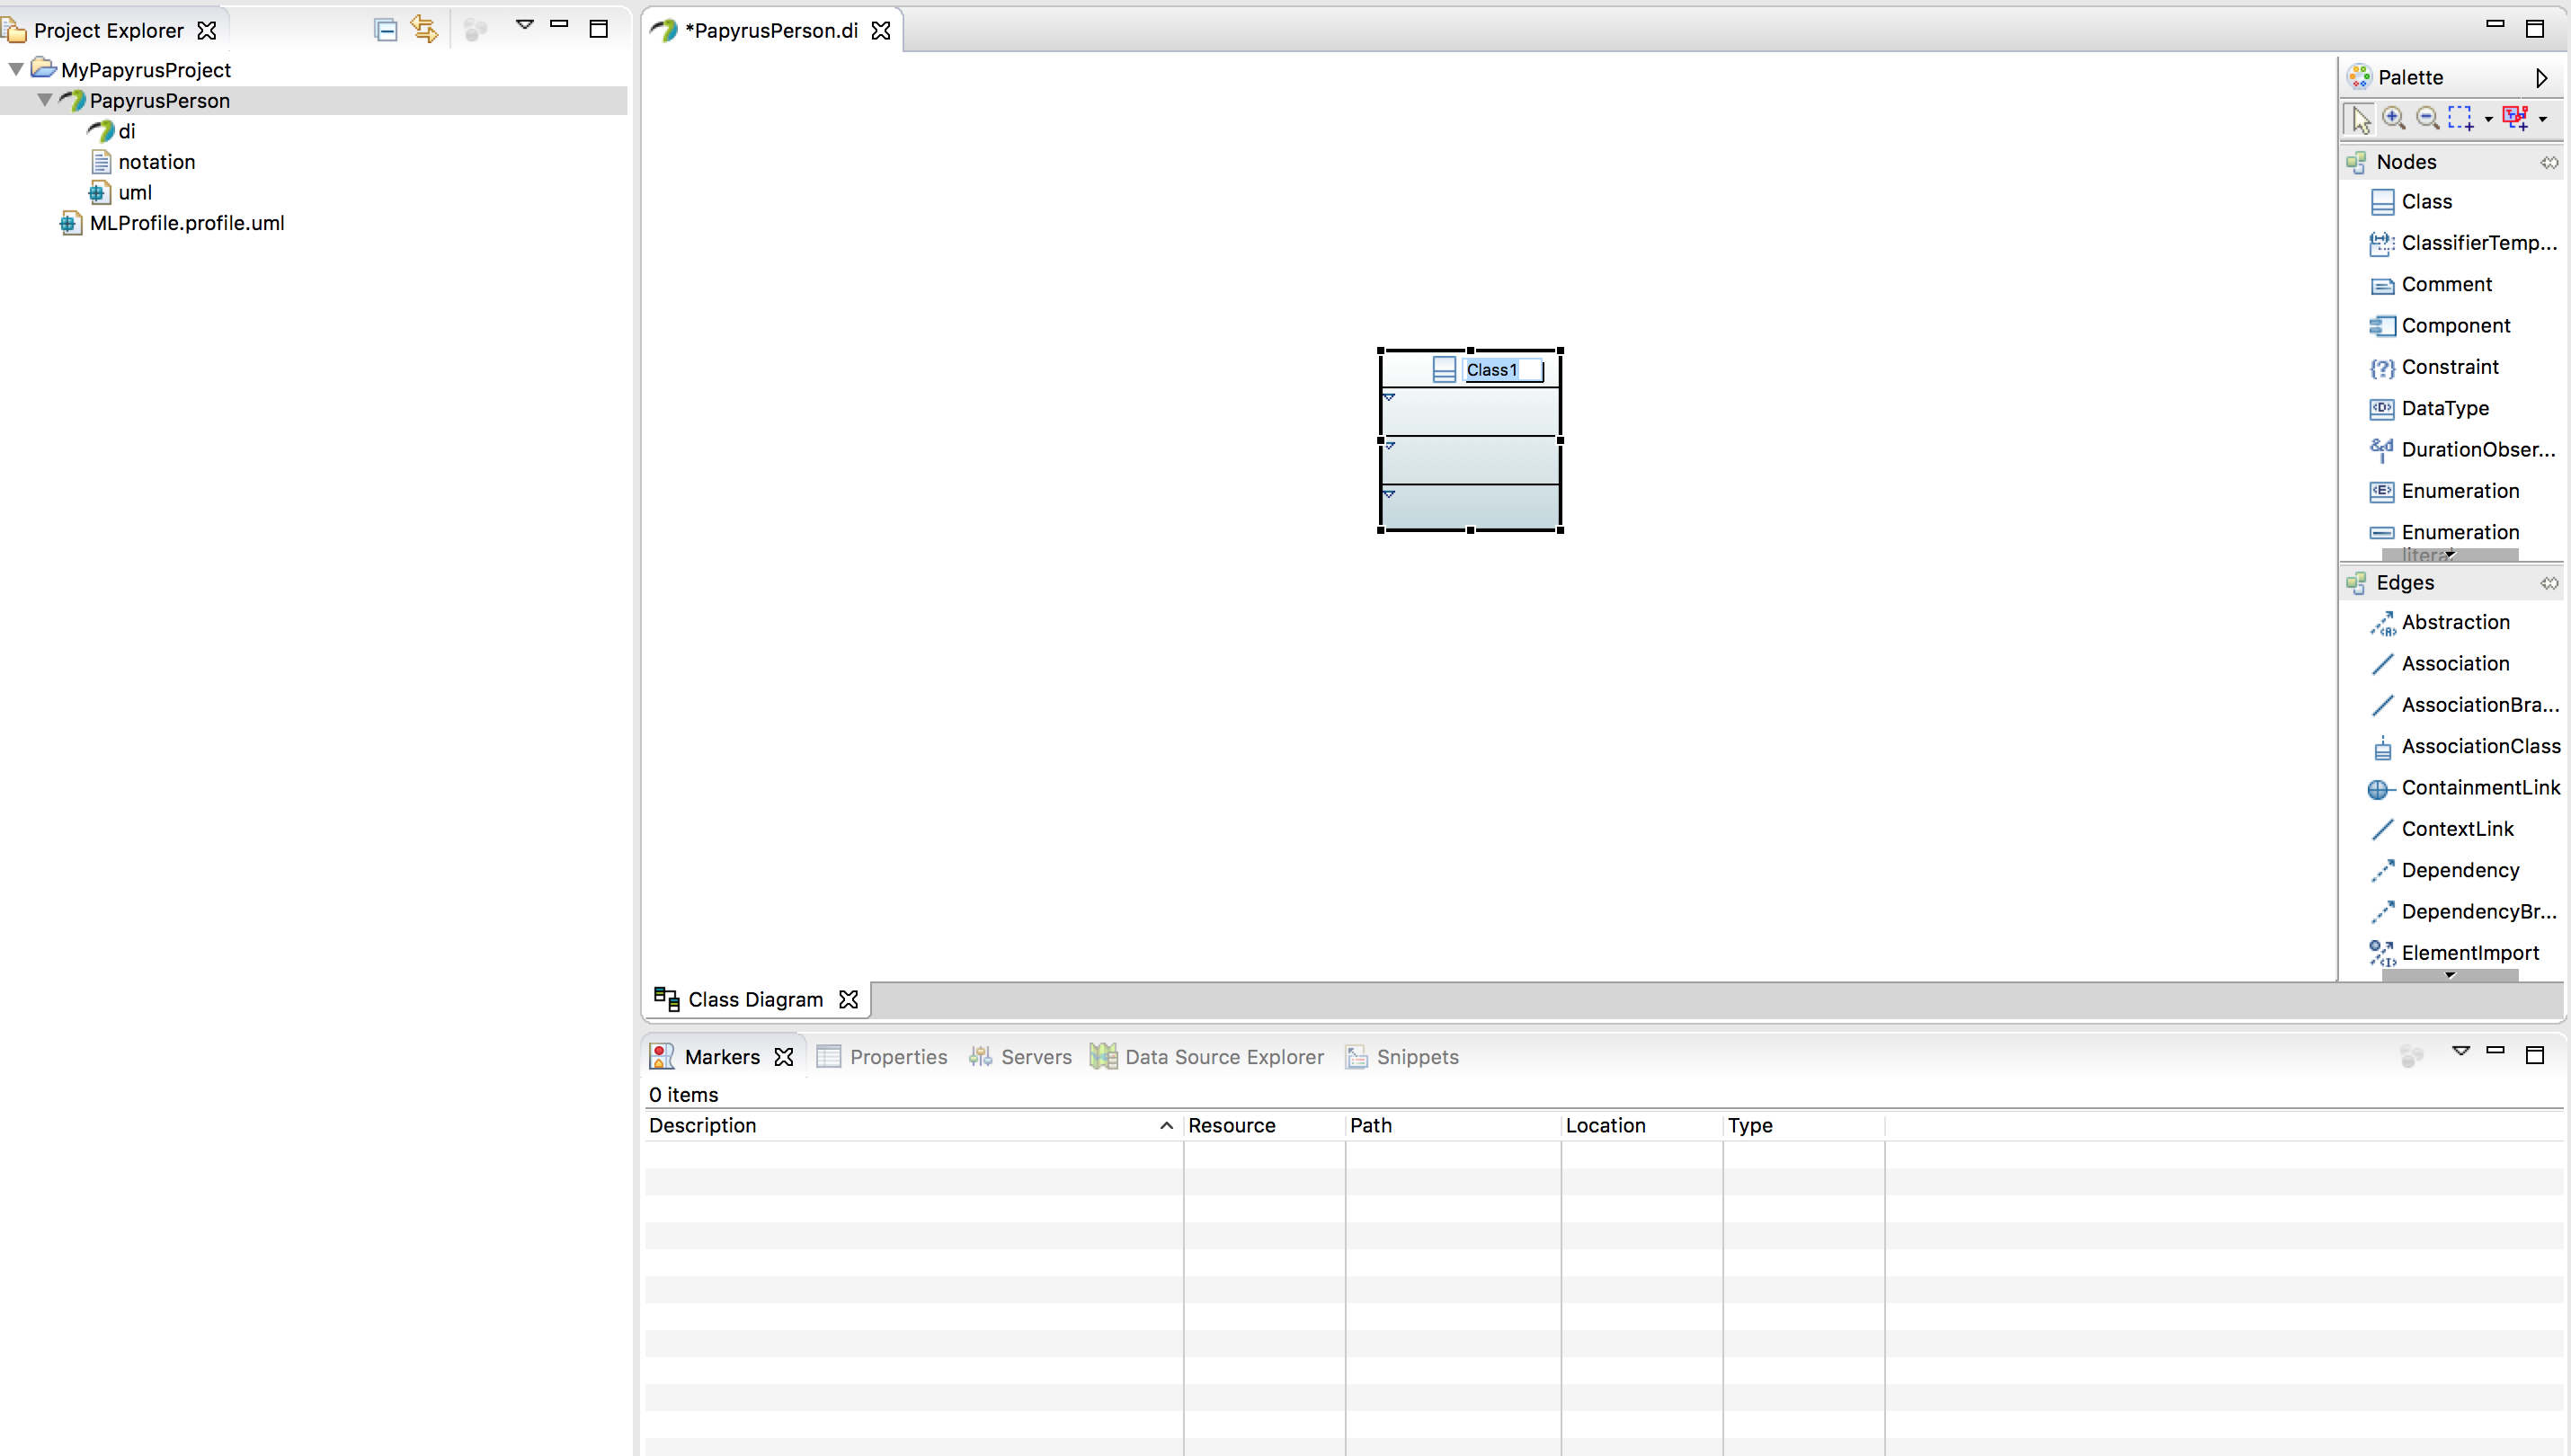 Project Explorer
MyPapyrusProject
PapyrusPerson
di
notation
uml
MLProfile.profile.uml
*PapyrusPerson.di
Class1
Palette
Nodes
Class
ClassifierTemp...
Comment
Component
Constraint
DataType
DurationObser...
Enumeration
Enumeration
literal
Edges
Abstraction
Association
AssociationBra...
AssociationClass
ContainmentLink
ContextLink
Dependency
DependencyBr...
ElementImport
Class Diagram
Markers Properties Servers Data Source Explorer Snippets
0 items
Description Resource Path Location Type